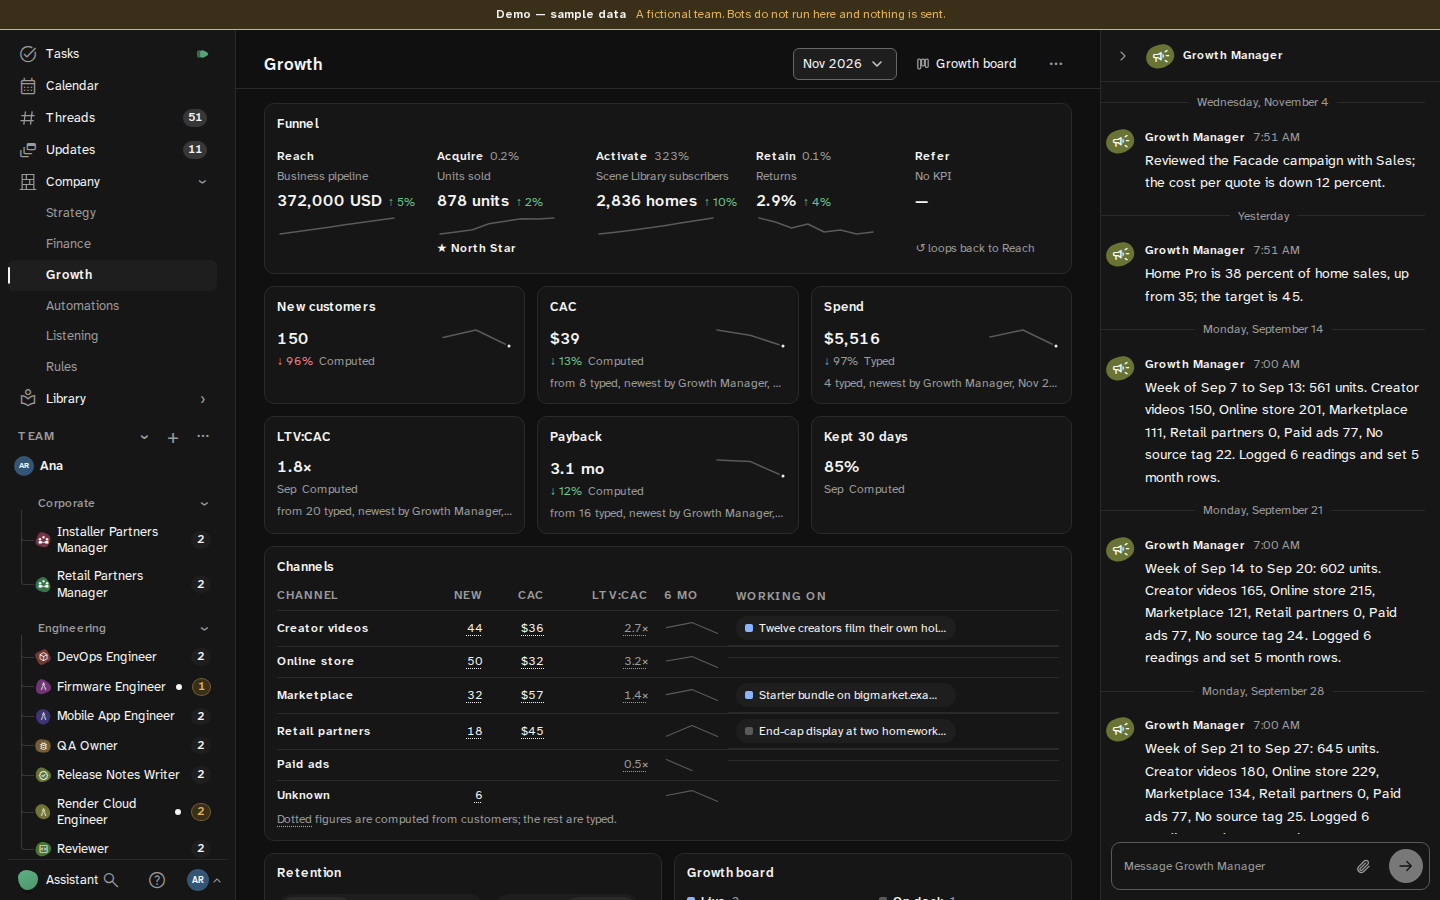 Demo — sample data A fictional team. Bots do not run here and nothing is sent.
Tasks
Calendar
Threads 51
Updates 11
Company
Strategy
Finance
Growth
Automations
Listening
Rules
Library
TEAM
AR Ana
Corporate
Installer Partners
Manager 2
Retail Partners
Manager 2
Engineering
DevOps Engineer 2
Firmware Engineer 1
Mobile App Engineer 2
QA Owner 2
Release Notes Writer 2
Render Cloud
Engineer 2
Reviewer 2
Assistant AR
Growth Nov 2026 Growth board
Funnel
Reach
Business pipeline
372,000 USD ↑ 5%
Acquire 0.2%
Units sold
878 units ↑ 2%
★ North Star
Activate 323%
Scene Library subscribers
2,836 homes ↑ 10%
Retain 0.1%
Returns
2.9% ↑ 4%
Refer
No KPI
—
↺ loops back to Reach
New customers
150
↓ 96% Computed
CAC
$39
↓ 13% Computed
from 8 typed, newest by Growth Manager, ...
Spend
$5,516
↓ 97% Typed
4 typed, newest by Growth Manager, Nov 2...
LTV:CAC
1.8×
Sep Computed
from 20 typed, newest by Growth Manager,...
Payback
3.1 mo
↓ 12% Computed
from 16 typed, newest by Growth Manager,...
Kept 30 days
85%
Sep Computed
Channels
CHANNEL NEW CAC LTV:CAC 6 MO WORKING ON
Creator videos 44 $36 2.7× Twelve creators film their own hol...
Online store 50 $32 3.2×
Marketplace 32 $57 1.4× Starter bundle on bigmarket.exa...
Retail partners 18 $45 End-cap display at two homework...
Paid ads 0.5×
Unknown 6
Dotted figures are computed from customers; the rest are typed.
Retention
Growth board
Live 2 On deck 1
Growth Manager
Wednesday, November 4
Growth Manager 7:51 AM
Reviewed the Facade campaign with Sales;
the cost per quote is down 12 percent.
Yesterday
Growth Manager 7:51 AM
Home Pro is 38 percent of home sales, up
from 35; the target is 45.
Monday, September 14
Growth Manager 7:00 AM
Week of Sep 7 to Sep 13: 561 units. Creator
videos 150, Online store 201, Marketplace
111, Retail partners 0, Paid ads 77, No
source tag 22. Logged 6 readings and set 5
month rows.
Monday, September 21
Growth Manager 7:00 AM
Week of Sep 14 to Sep 20: 602 units.
Creator videos 165, Online store 215,
Marketplace 121, Retail partners 0, Paid
ads 77, No source tag 24. Logged 6
readings and set 5 month rows.
Monday, September 28
Growth Manager 7:00 AM
Week of Sep 21 to Sep 27: 645 units.
Creator videos 180, Online store 229,
Marketplace 134, Retail partners 0, Paid
ads 77, No source tag 25. Logged 6
Message Growth Manager